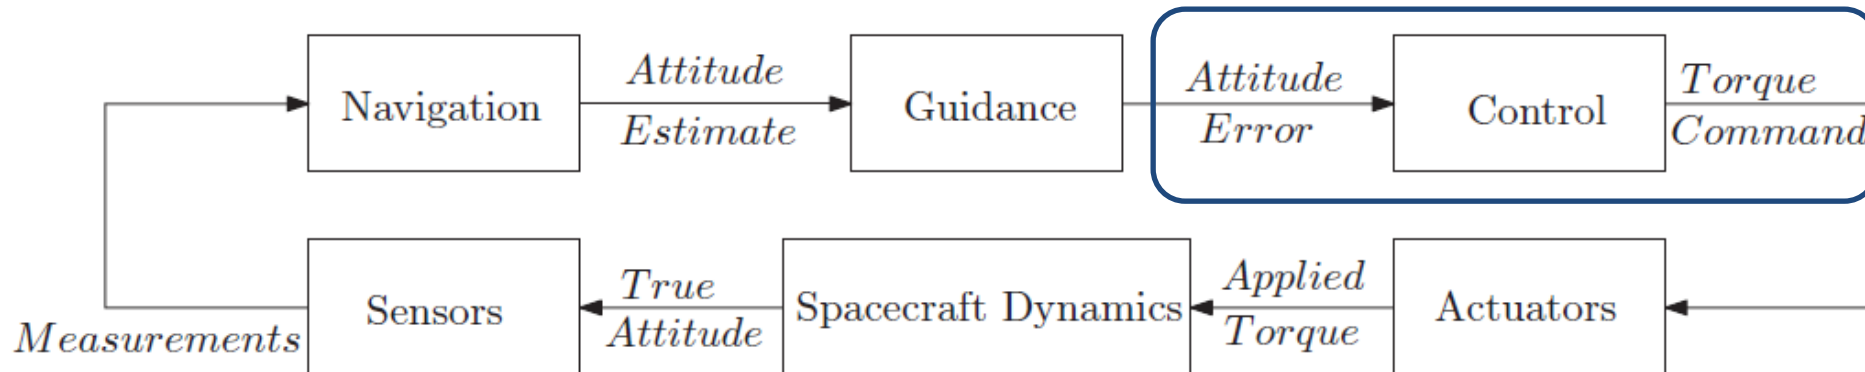 Navigation
Attitude
Estimate
Guidance
Attitude
Error
Control
Torque
Command
Measurements
Sensors
True
Attitude
Spacecraft Dynamics
Applied
Torque
Actuators